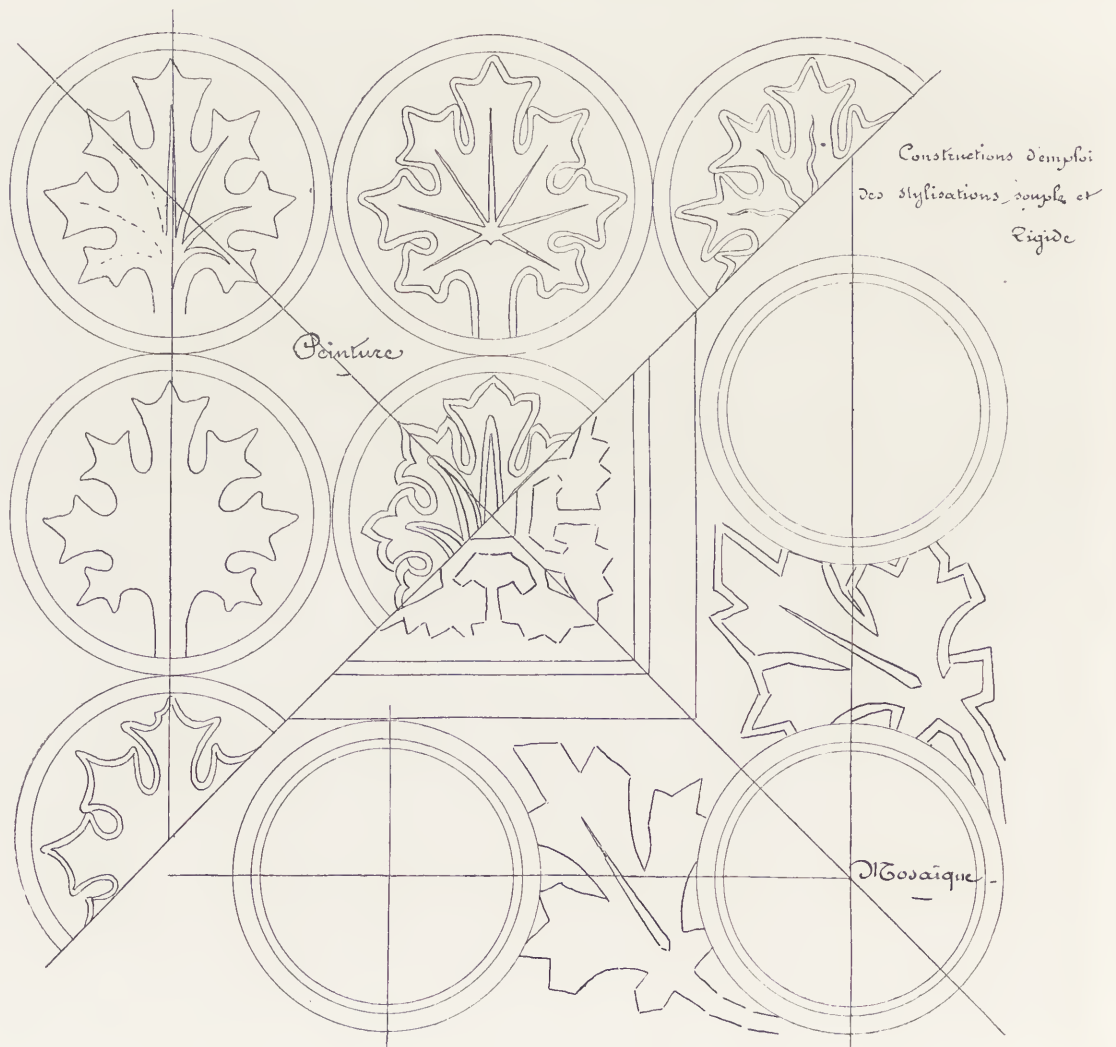 Constructions d'emploi
des stylisations, souple et
Rigide
Peinture
Mosaïque -